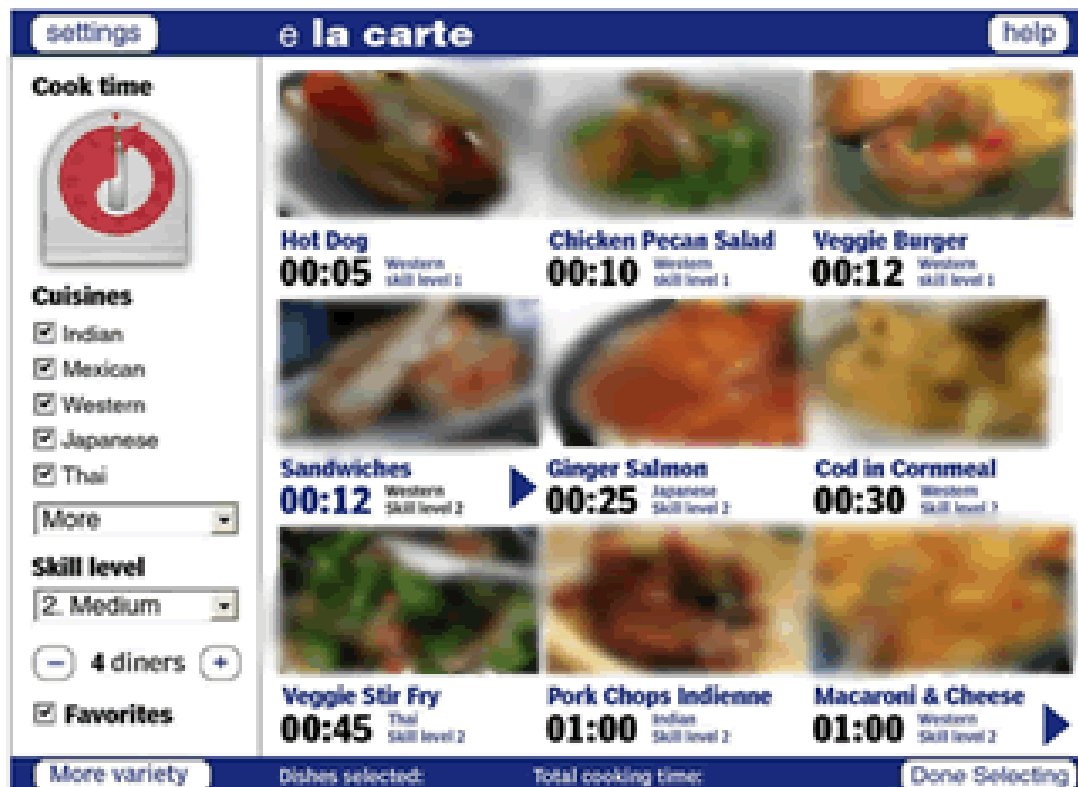 settings
e la carte
help
Cook time
Cuisines
Indian
Mexican
Western
Japanese
Thai
More
Skill level
2. Medium
− 4 diners +
Favorites
Hot Dog
00:05 Western
skill level 1
Chicken Pecan Salad
00:10 Western
skill level 1
Veggie Burger
00:12 Western
skill level 1
Sandwiches
00:12 Western
Skill level 2
Ginger Salmon
00:25 Japanese
Skill level 2
Cod in Cornmeal
00:30 Western
Skill level
Veggie Stir Fry
00:45 Thai
Skill level 2
Pork Chops Indienne
01:00 Indian
Skill level 2
Macaroni & Cheese
01:00 Western
Skill level 2
More variety
Dishes selected:
Total cooking time:
Done Selecting